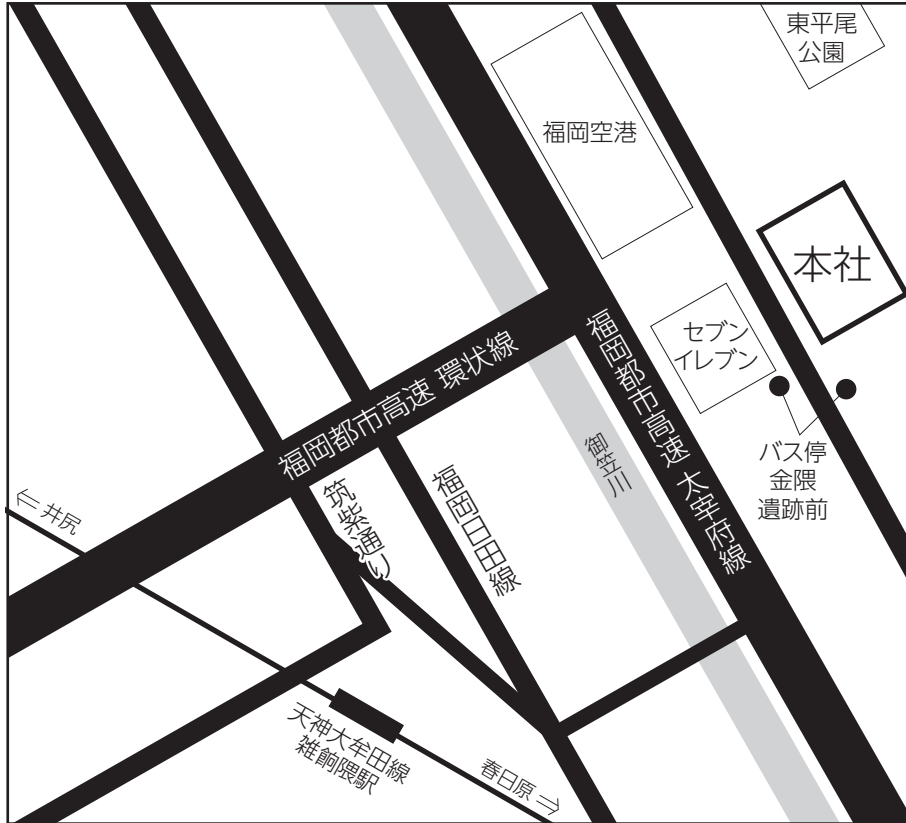 東平尾
公園
福岡空港
本社
セブン
イレブン
福岡都市高速 環状線
福岡都市高速 太宰府線
バス停
金隈
遺跡前
御笠川
筑紫通り
福岡日田線
⇐ 井尻
天神大牟田線
雑餉隈駅
春日原 ⇒